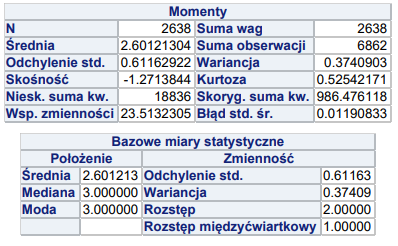 Momenty
N 2638 Suma wag 2638
Średnia 2.60121304 Suma obserwacji 6862
Odchylenie std. 0.61162922 Wariancja 0.3740903
Skośność -1.2713844 Kurtoza 0.52542171
Niesk. suma kw. 18836 Skoryg. suma kw. 986.476118
Wsp. zmienności 23.5132305 Błąd std. śr. 0.01190833
Bazowe miary statystyczne
Położenie Zmienność
Średnia 2.601213 Odchylenie std. 0.61163
Mediana 3.000000 Wariancja 0.37409
Moda 3.000000 Rozstęp 2.00000
Rozstęp międzyćwiartkowy 1.00000